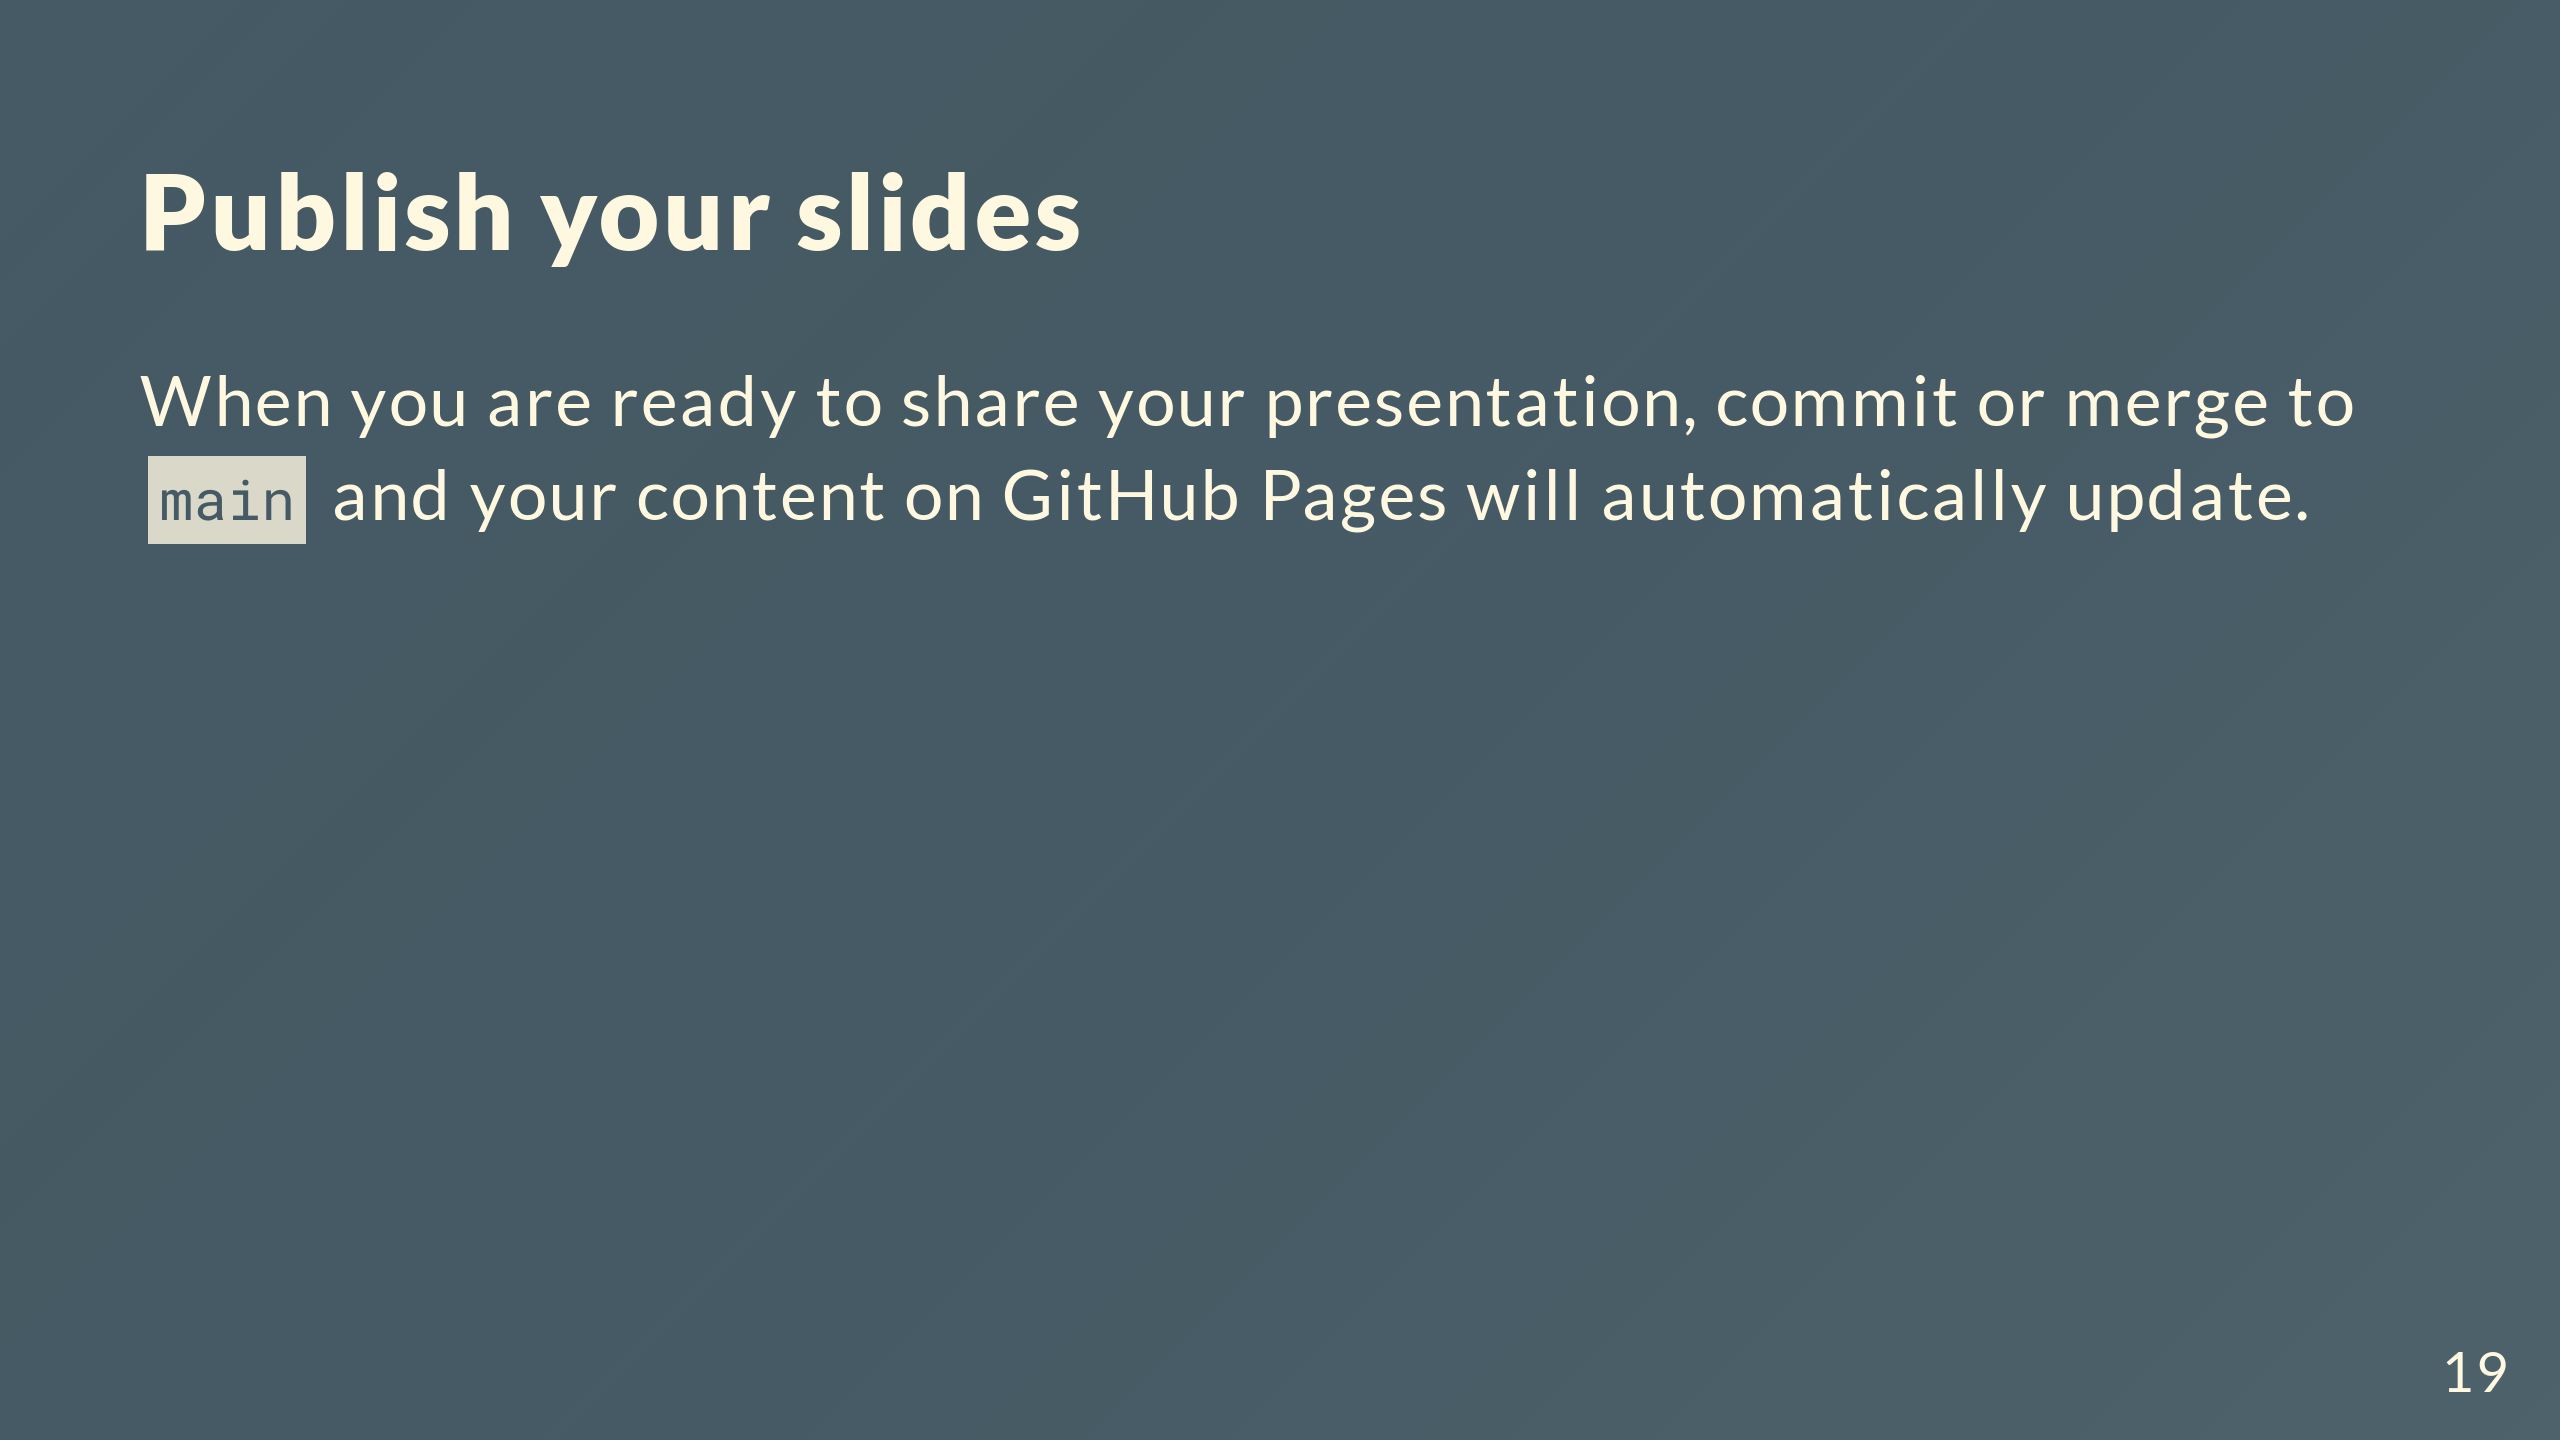 Publish your slides
When you are ready to share your presentation, commit or merge to
main and your content on GitHub Pages will automatically update.
19